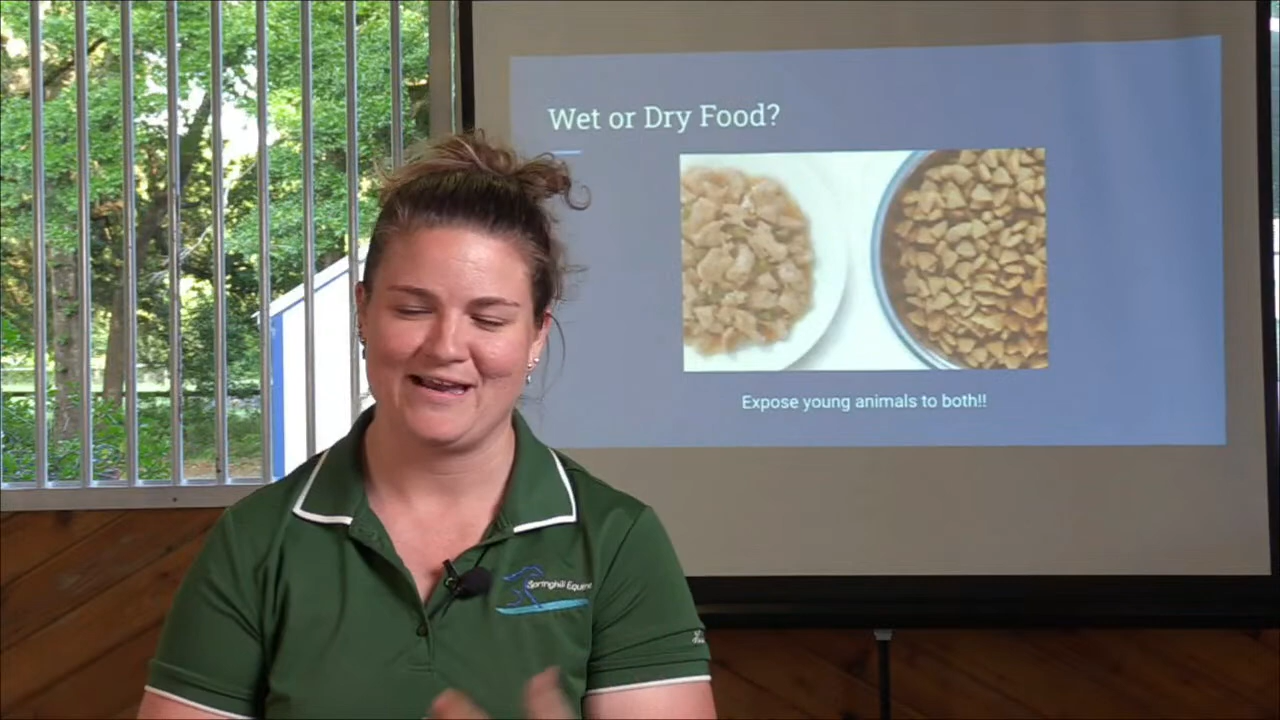 Wet or Dry Food?
Expose young animals to both!!
Springhill Equine